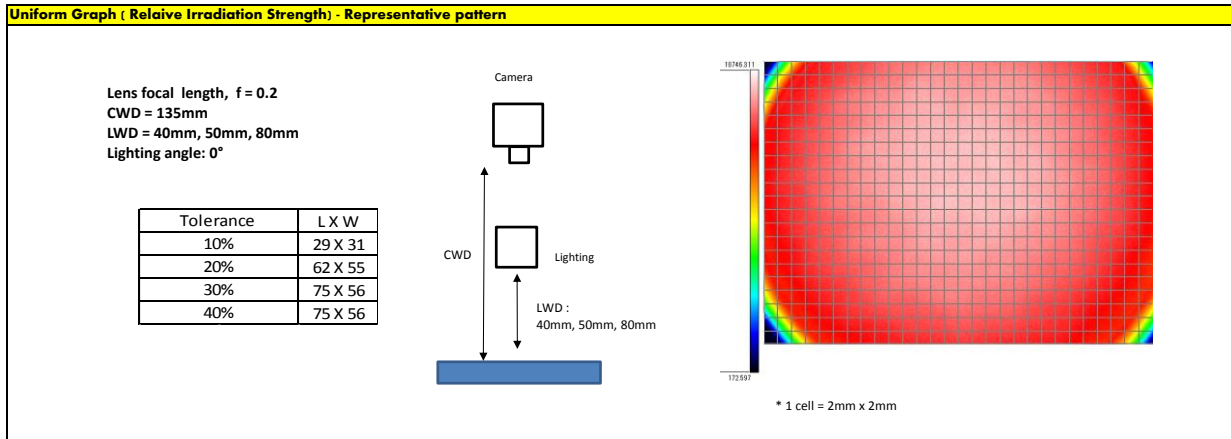 Uniform Graph ( Relaive Irradiation Strength) - Representative pattern
Lens focal length, f = 0.2
CWD = 135mm
LWD = 40mm, 50mm, 80mm
Lighting angle: 0°
Tolerance L X W
10% 29 X 31
20% 62 X 55
30% 75 X 56
40% 75 X 56
Camera
CWD
Lighting
LWD :
40mm, 50mm, 80mm
10746.311
172.597
* 1 cell = 2mm x 2mm